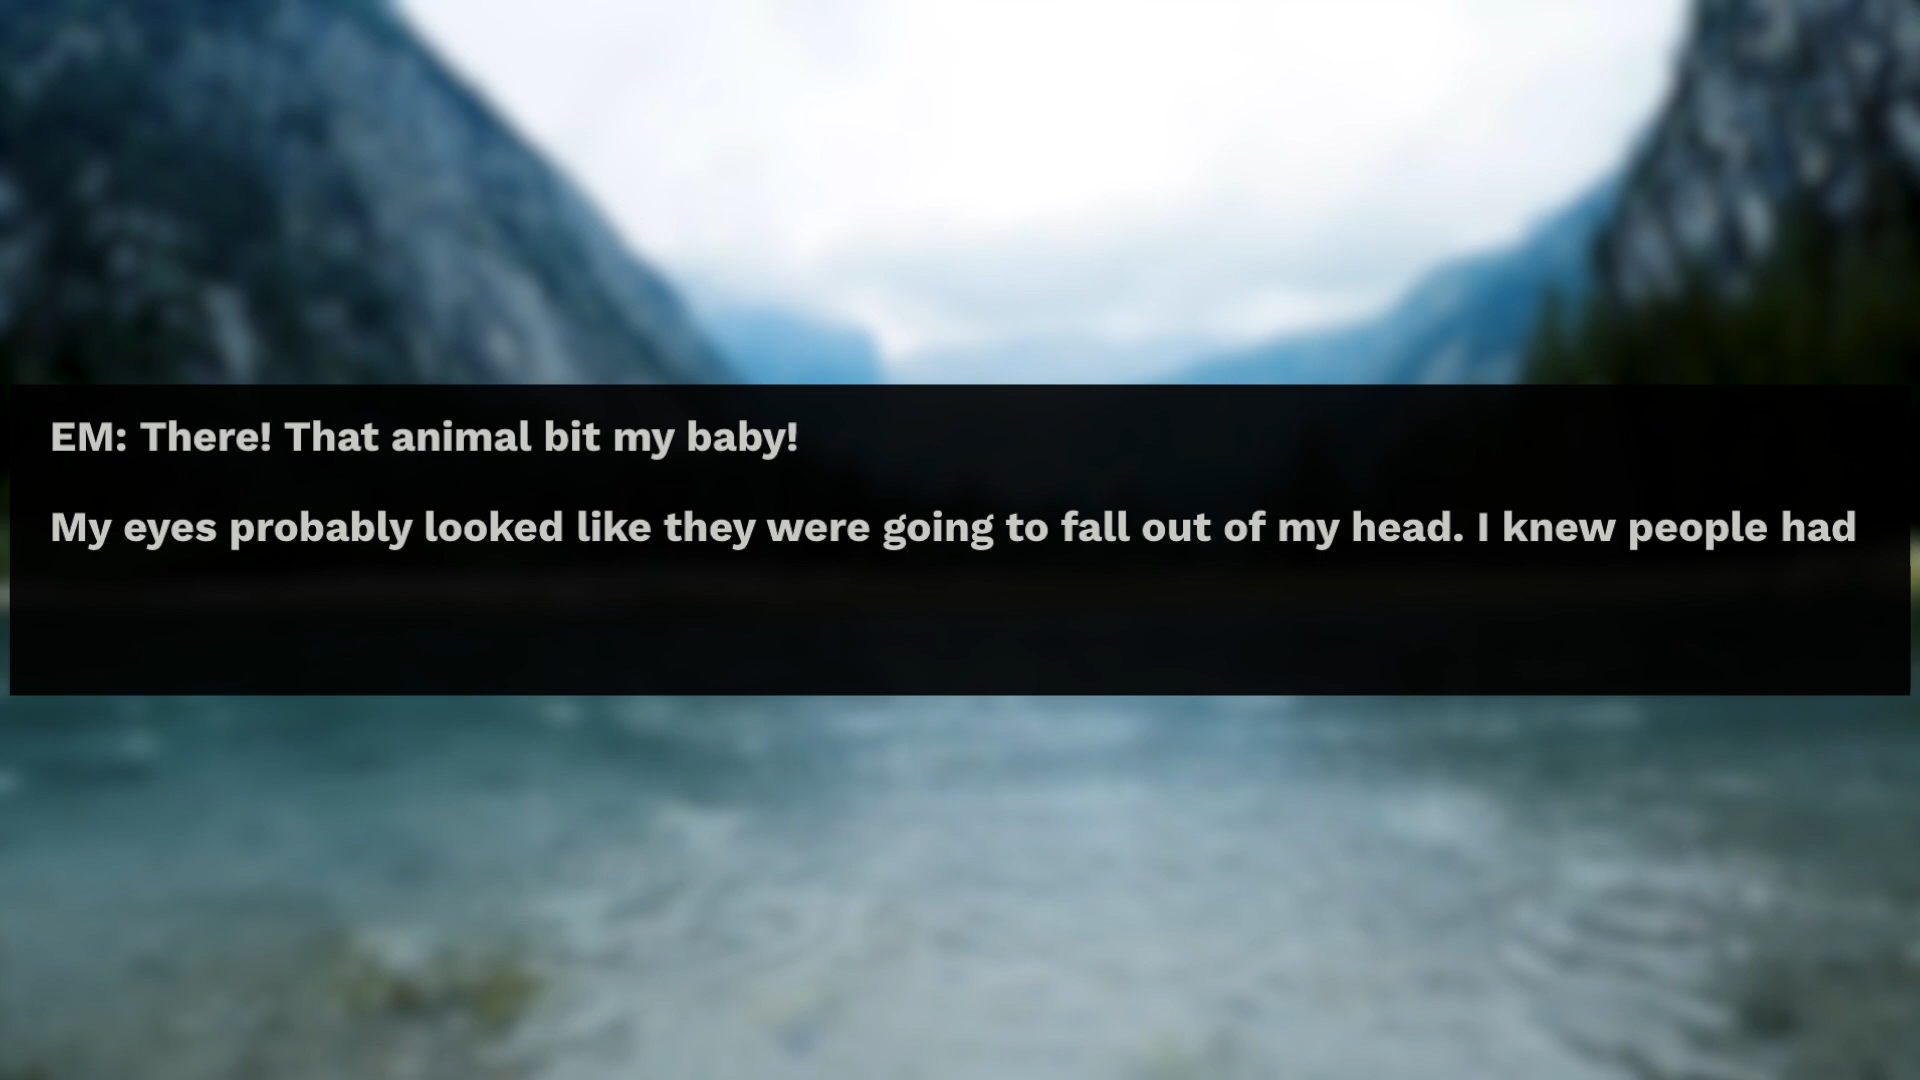 EM: There! That animal bit my baby!
My eyes probably looked like they were going to fall out of my head. I knew people had